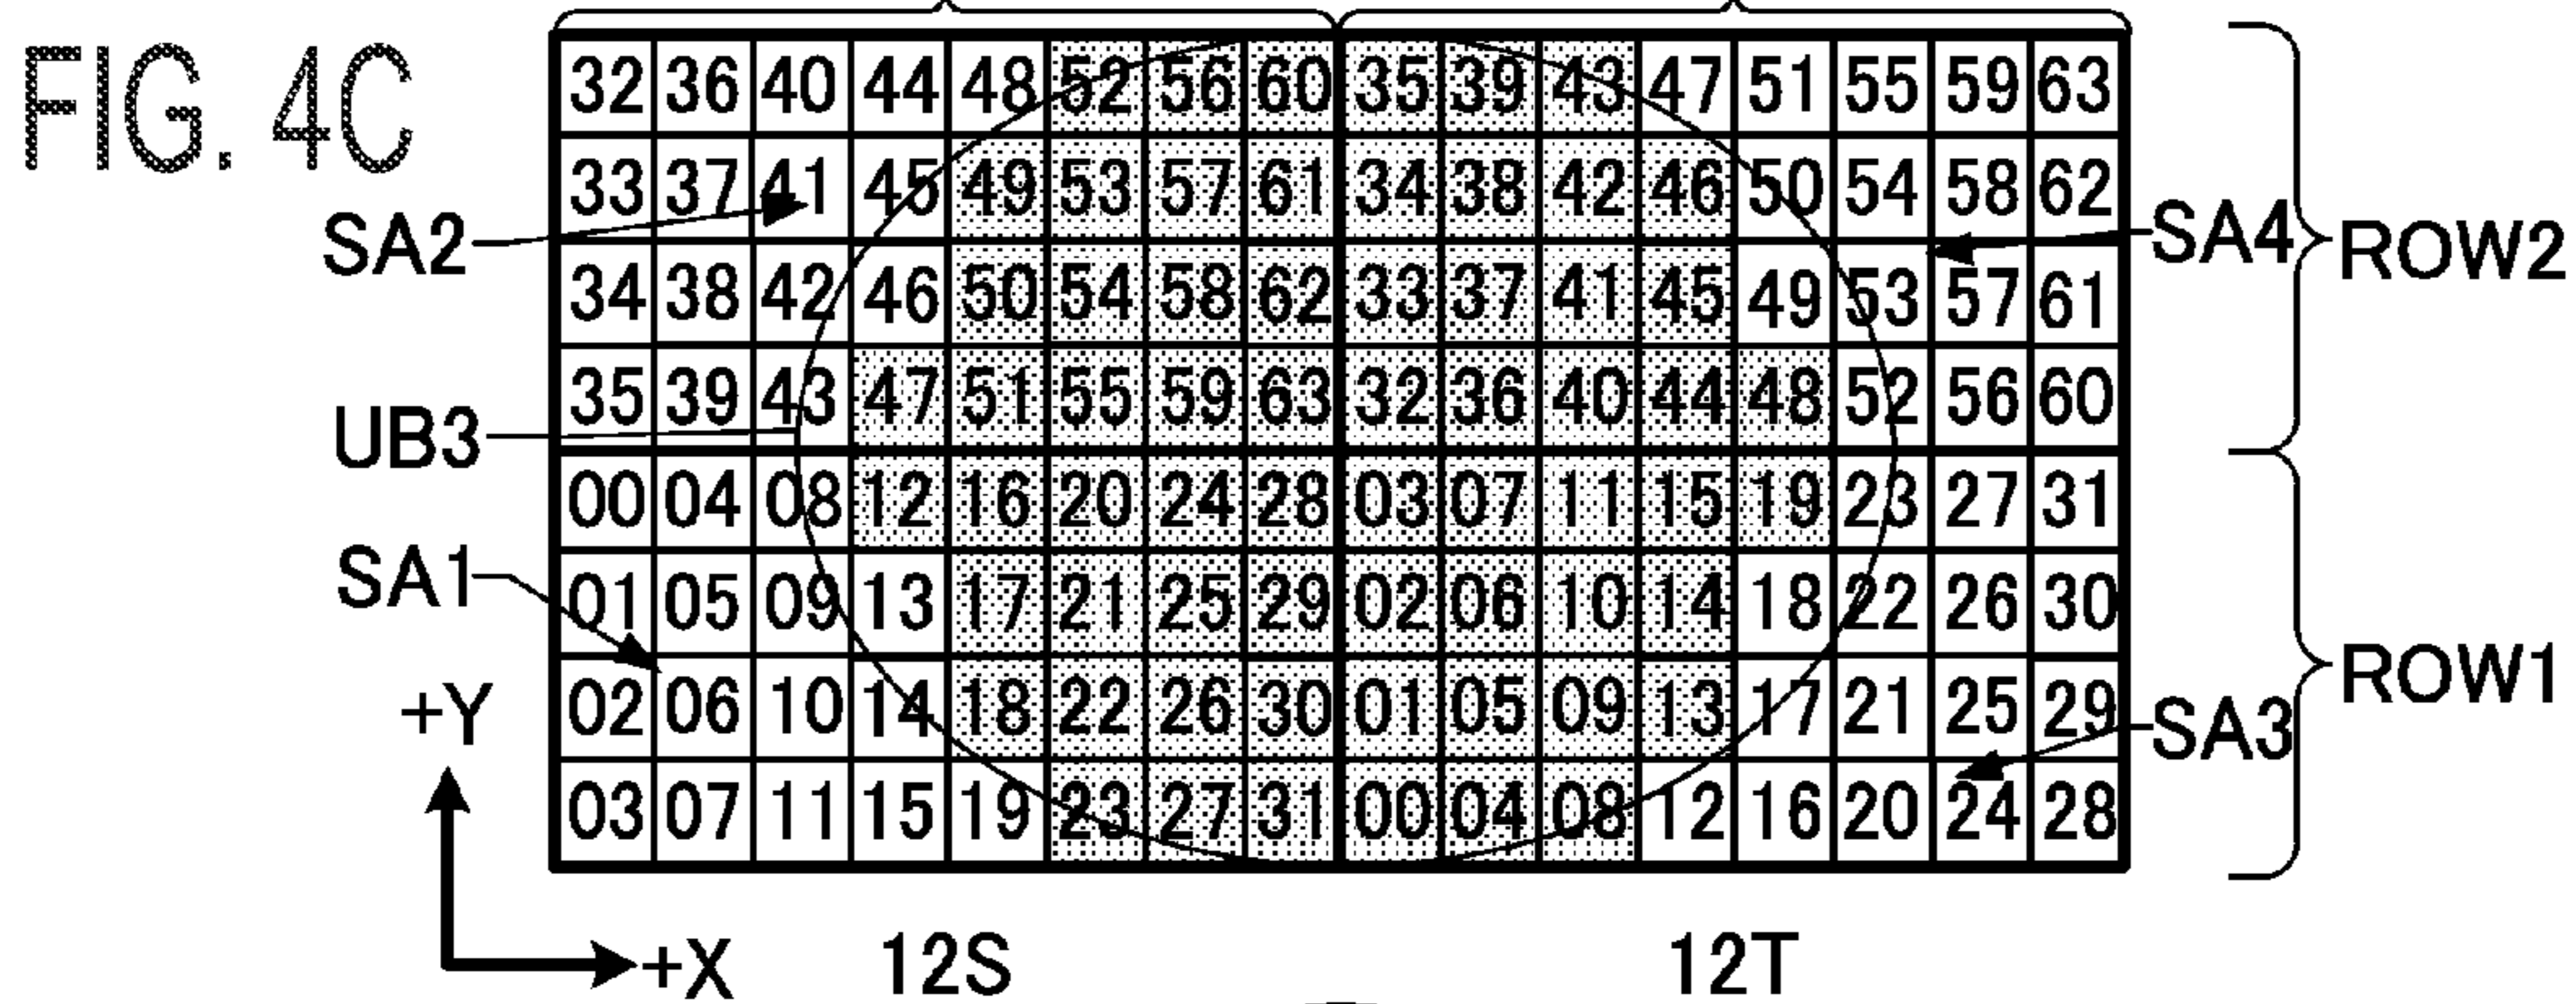 FIG. 4C
32 36 40 44 48 52 56 60 35 39 43 47 51 55 59 63
33 37 41 45 49 53 57 61 34 38 42 46 50 54 58 62
SA2 SA4 ROW2
34 38 42 46 50 54 58 62 33 37 41 45 49 53 57 61
35 39 43 47 51 55 59 63 32 36 40 44 48 52 56 60
UB3
00 04 08 12 16 20 24 28 03 07 11 15 19 23 27 31
SA1
01 05 09 13 17 21 25 29 02 06 10 14 18 22 26 30
ROW1
+Y 02 06 10 14 18 22 26 30 01 05 09 13 17 21 25 29
SA3
03 07 11 15 19 23 27 31 00 04 08 12 16 20 24 28
+X 12S 12T